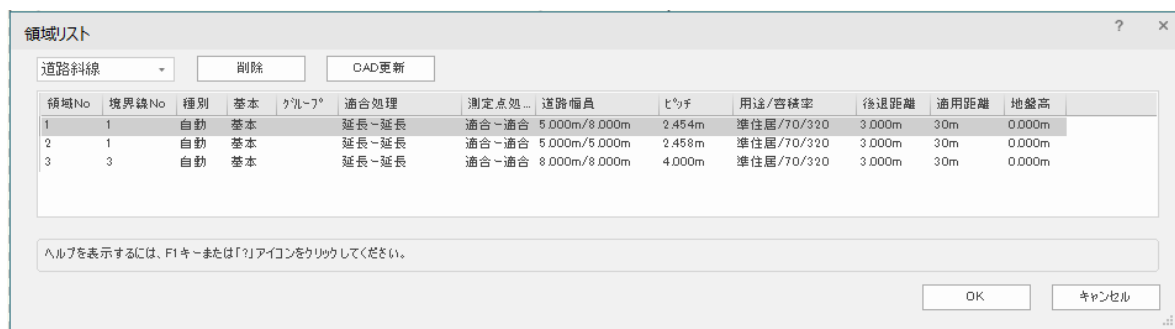 領域リスト ? ×
道路斜線 削除 CAD更新
領域No 境界線No 種別 基本 ｸﾞﾙｰﾌﾟ 適合処理 測定点処... 道路幅員 ﾋﾟｯﾁ 用途/容積率 後退距離 適用距離 地盤高
1 1 自動 基本 延長～延長 適合～適合 5.000m/8.000m 2.454m 準住居/70/320 3.000m 30m 0.000m
2 1 自動 基本 延長～延長 適合～適合 5.000m/5.000m 2.458m 準住居/70/320 3.000m 30m 0.000m
3 3 自動 基本 延長～延長 適合～適合 8.000m/8.000m 4.000m 準住居/70/320 3.000m 30m 0.000m
ヘルプを表示するには、F1キーまたは「?」アイコンをクリックしてください。
OK キャンセル